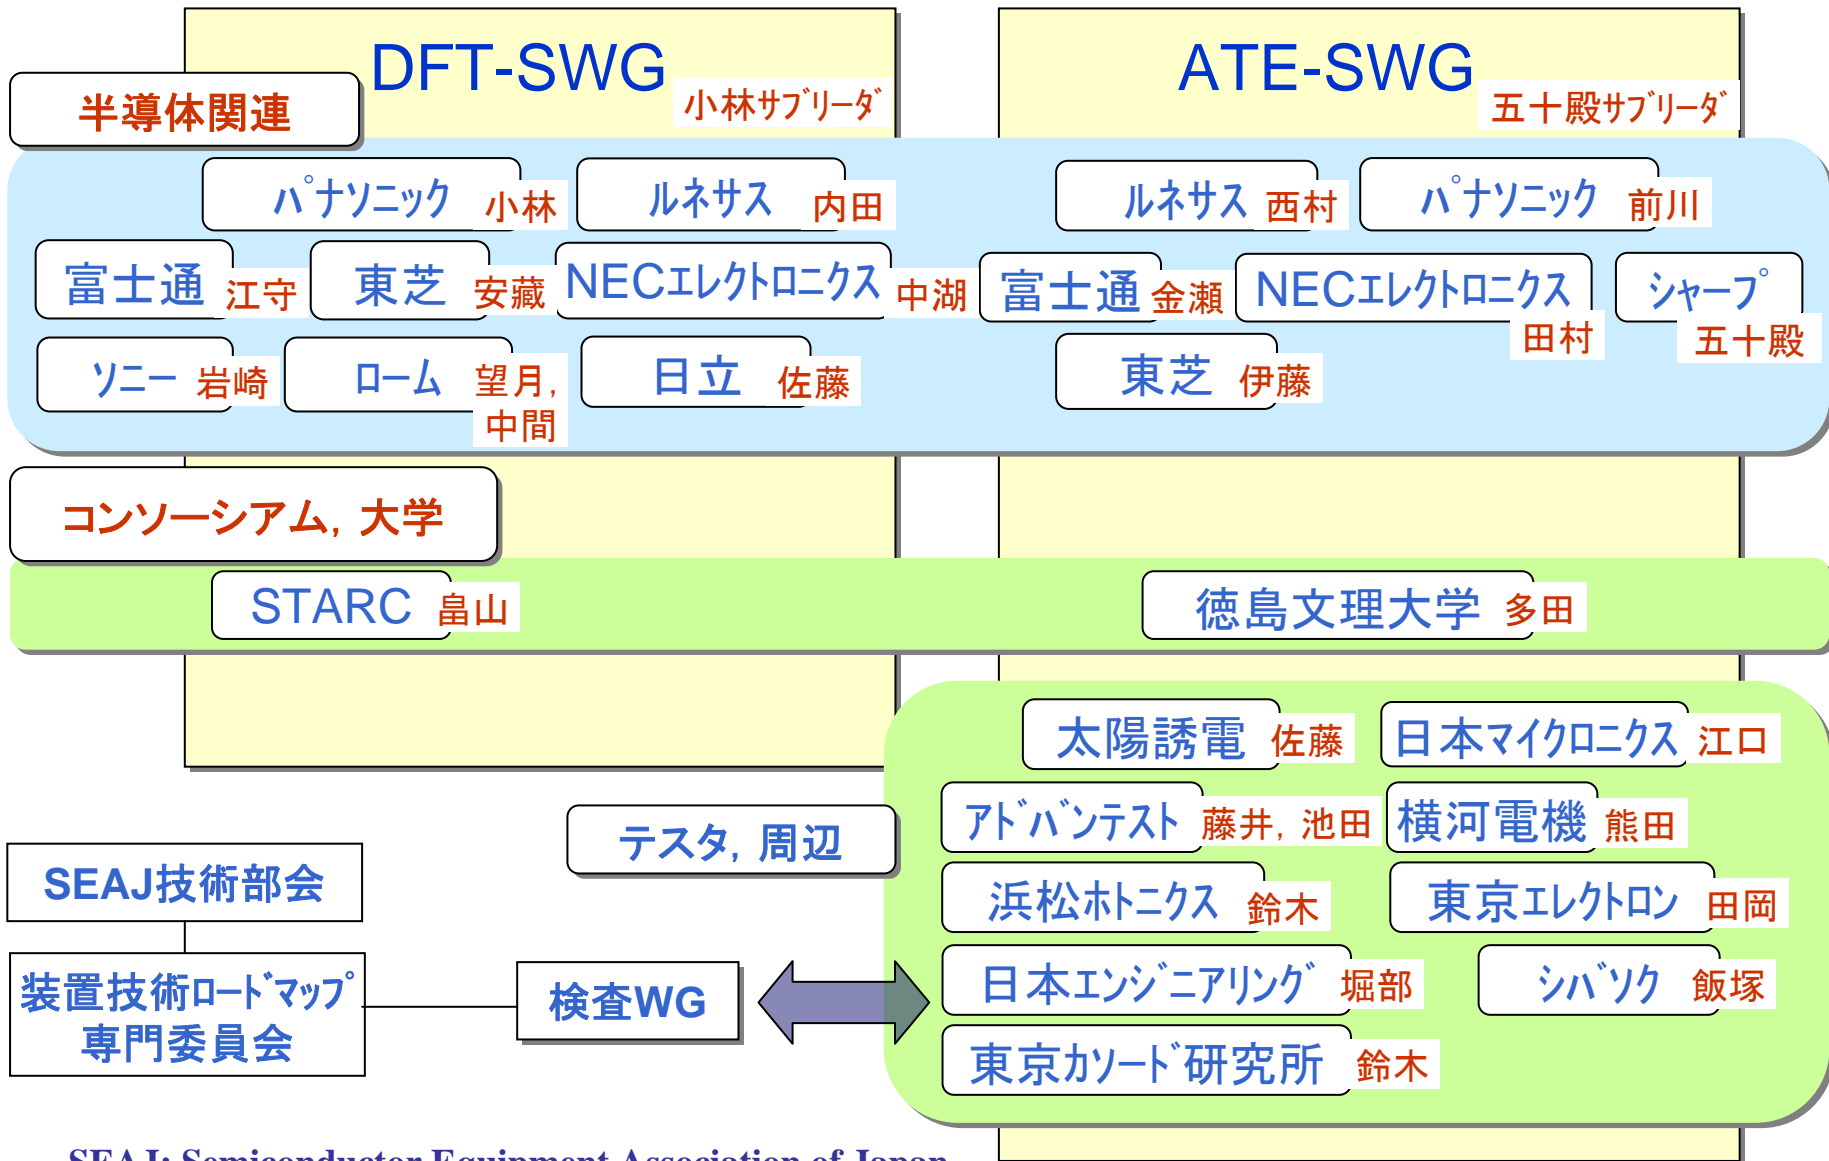 DFT-SWG
小林サブリーダ
ATE-SWG
五十殿サブリーダ
半導体関連
パナソニック 小林
ルネサス 内田
ルネサス 西村
パナソニック 前川
富士通 江守
東芝 安藏
NECエレクトロニクス 中湖
富士通 金瀬
NECエレクトロニクス
田村
シャープ
五十殿
ソニー 岩崎
ローム 望月,
中間
日立 佐藤
東芝 伊藤
コンソーシアム, 大学
STARC 畠山
徳島文理大学 多田
太陽誘電 佐藤
日本マイクロニクス 江口
テスタ, 周辺
アドバンテスト 藤井, 池田
横河電機 熊田
浜松ホトニクス 鈴木
東京エレクトロン 田岡
日本エンジニアリング 堀部
シバソク 飯塚
東京カソード研究所 鈴木
SEAJ技術部会
装置技術ロードマップ
専門委員会
検査WG
SEAJ: Semiconductor Equipment Association of Japan